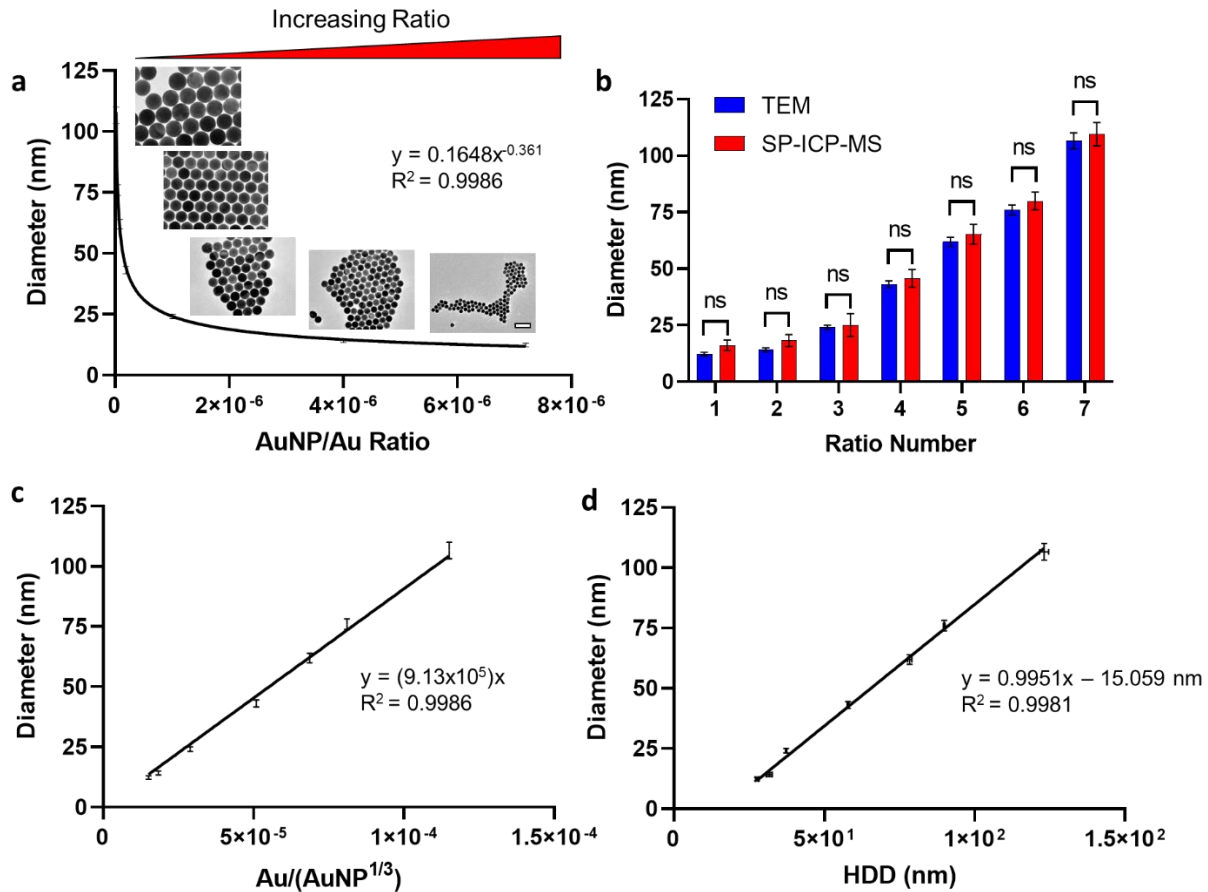 Increasing Ratio
a
125
100
75
50
25
0
Diameter (nm)
y = 0.1648x^-0.361
R² = 0.9986
0
2×10⁻⁶
4×10⁻⁶
6×10⁻⁶
8×10⁻⁶
AuNP/Au Ratio
b
TEM
SP-ICP-MS
125
100
75
50
25
0
Diameter (nm)
ns
ns
ns
ns
ns
ns
ns
1
2
3
4
5
6
7
Ratio Number
c
125
100
75
50
25
0
Diameter (nm)
y = (9.13x10⁵)x
R² = 0.9986
0
5×10⁻⁵
1×10⁻⁴
1.5×10⁻⁴
Au/(AuNP^1/3)
d
125
100
75
50
25
0
Diameter (nm)
y = 0.9951x – 15.059 nm
R² = 0.9981
0
5×10¹
1×10²
1.5×10²
HDD (nm)